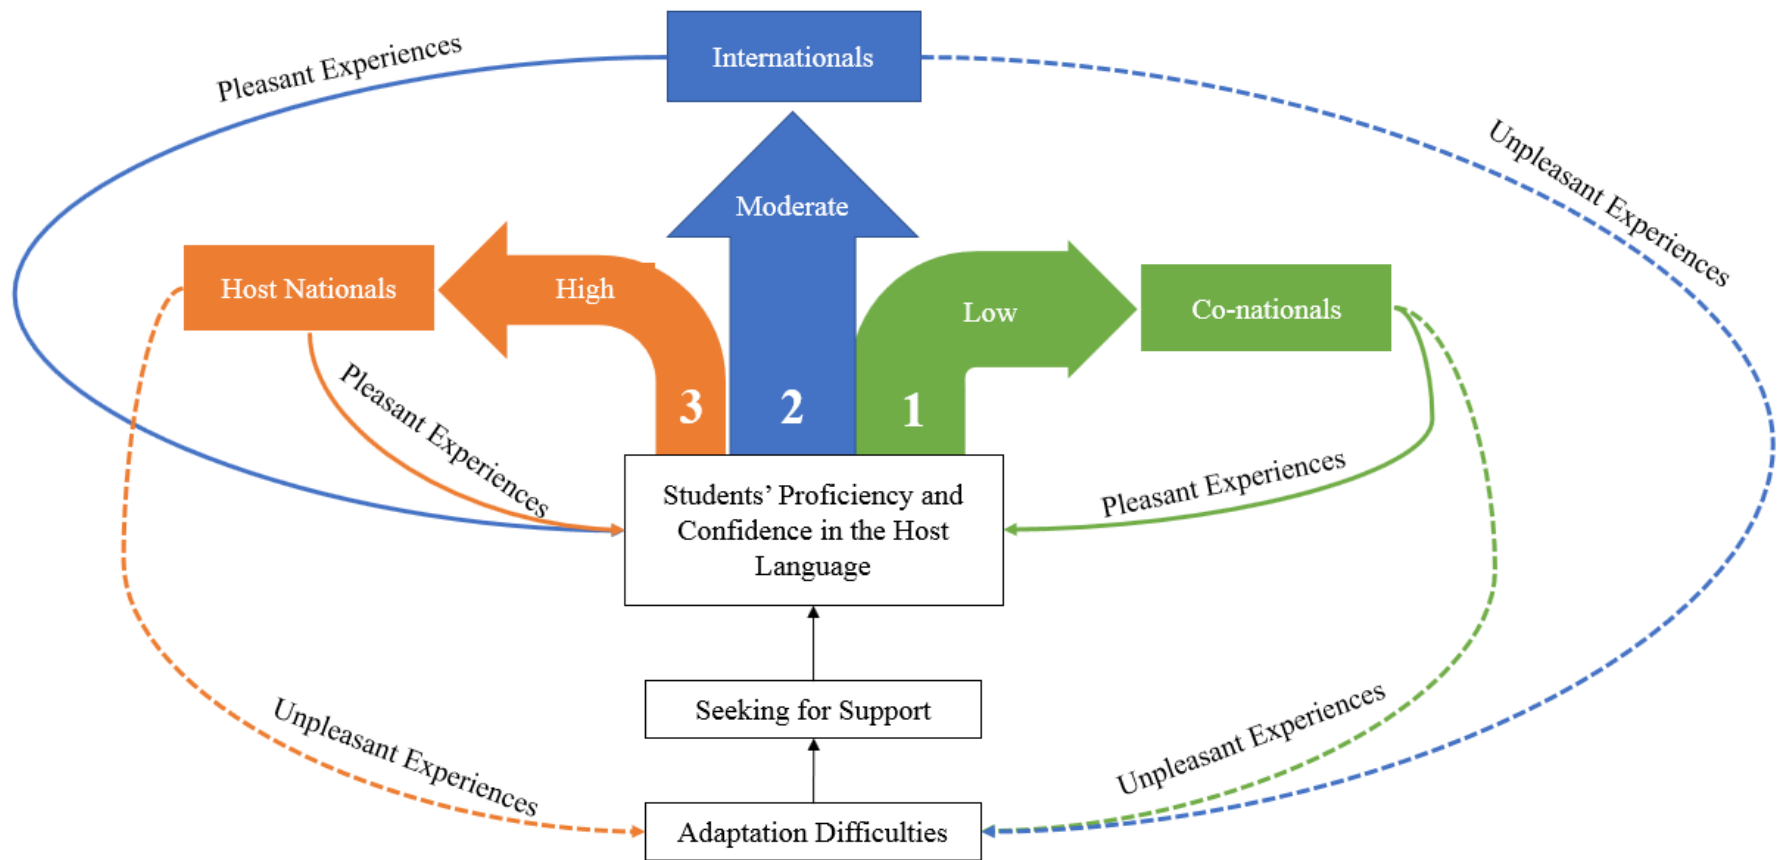 Internationals
Pleasant Experiences
Unpleasant Experiences
Moderate
Host Nationals
High
Low
Co-nationals
Pleasant Experiences
3
2
1
Pleasant Experiences
Students’ Proficiency and
Confidence in the Host
Language
Seeking for Support
Unpleasant Experiences
Unpleasant Experiences
Adaptation Difficulties